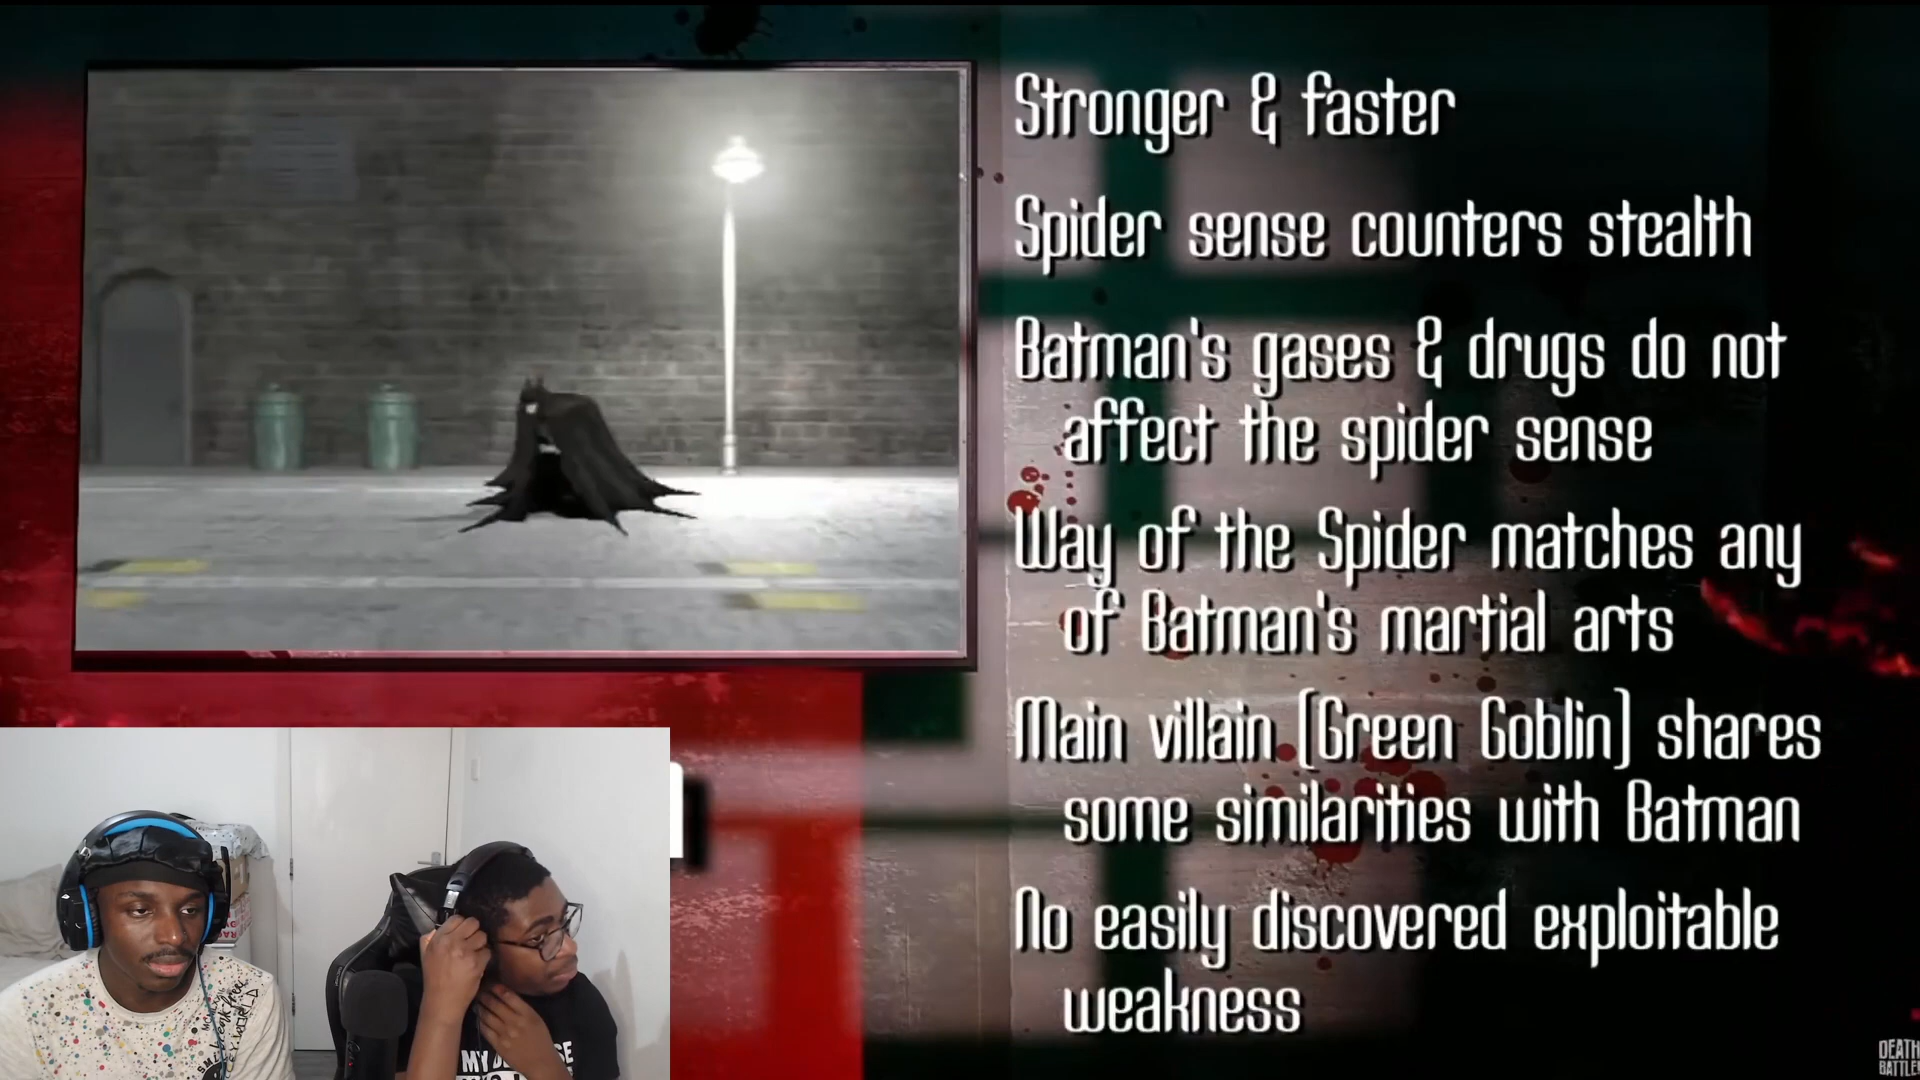 Stronger & faster
Spider sense counters stealth
Batman's gases & drugs do not
affect the spider sense
Way of the Spider matches any
of Batman's martial arts
Main villain (Green Goblin) shares
some similarities with Batman
No easily discovered exploitable
weakness
DEATH
BATTLE
MY